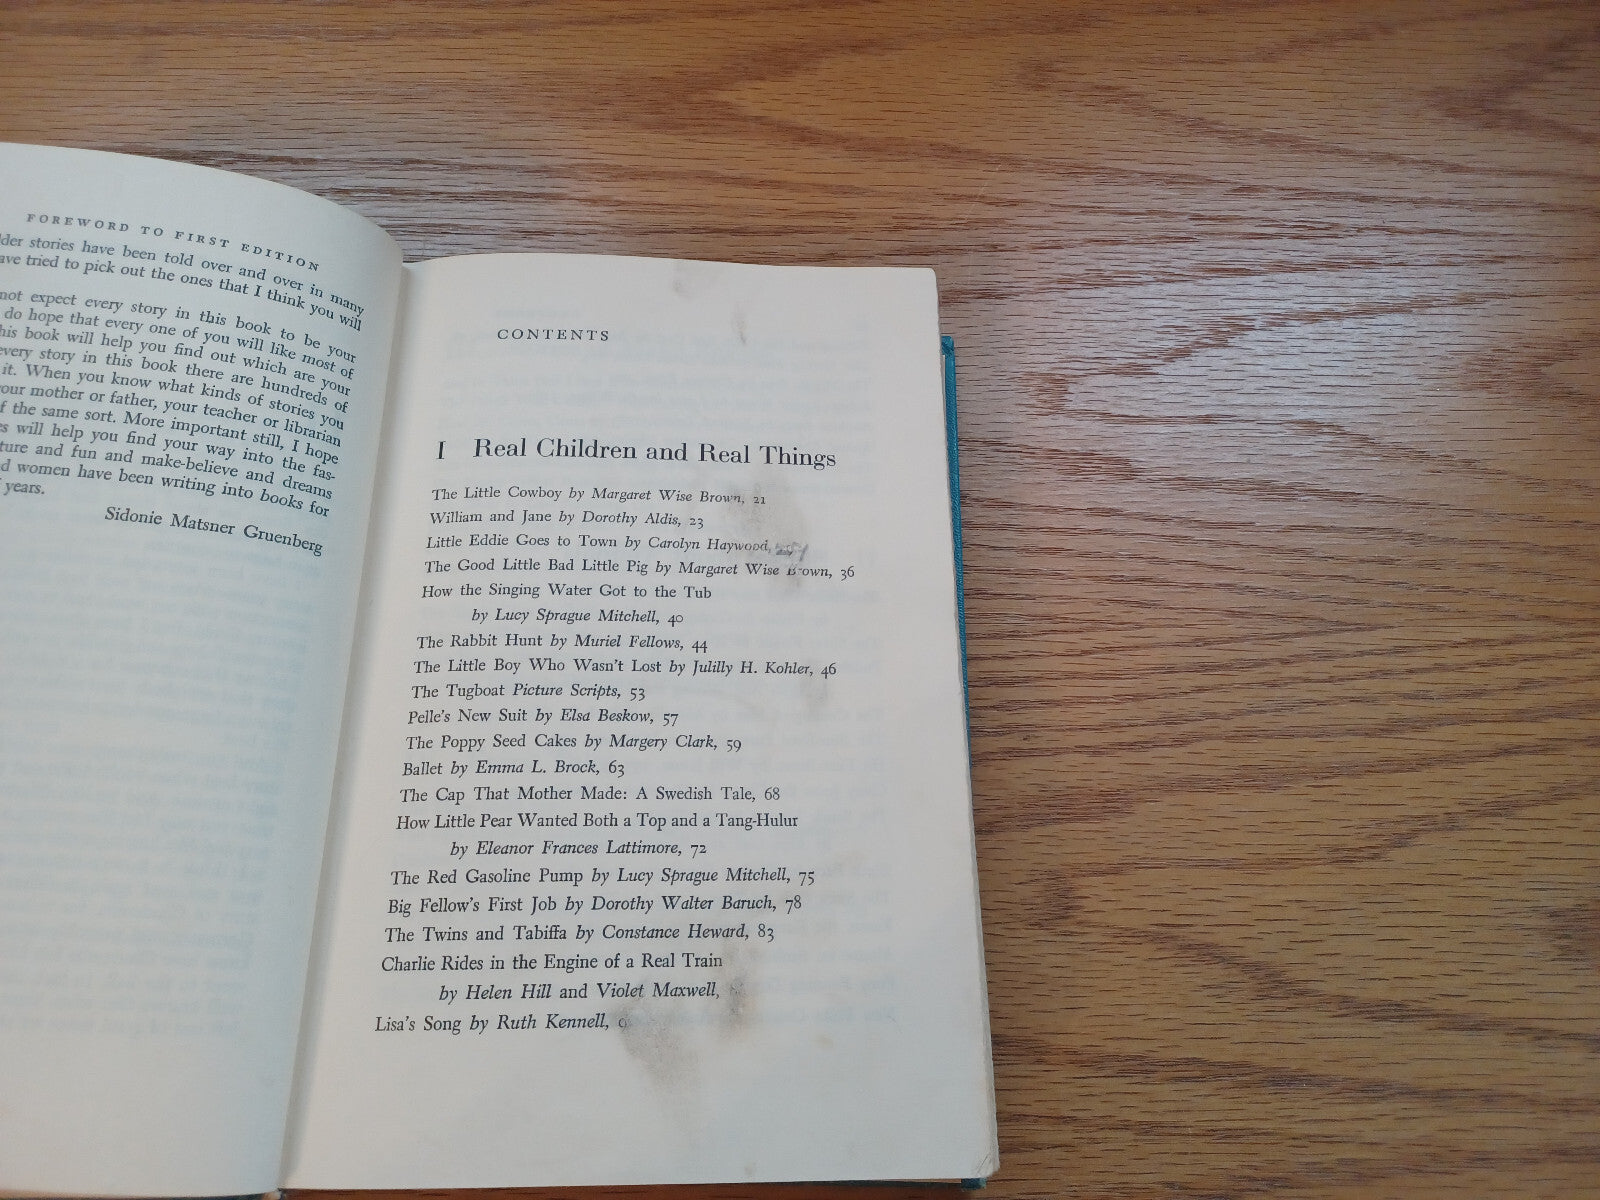 FOREWORD TO FIRST EDITION
stories have been told over and over in many
tried to pick out the ones that I think you will
not expect every story in this book to be your
do hope that every one of you will like most of
this book will help you find out which are your
every story in this book there are hundreds of
it. When you know what kinds of stories you
your mother or father, your teacher or librarian
of the same sort. More important still, I hope
will help you find your way into the fas-
and fun and make-believe and dreams
women have been writing into books for
years.
Sidonie Matsner Gruenberg
CONTENTS
I Real Children and Real Things
The Little Cowboy by Margaret Wise Brown, 21
William and Jane by Dorothy Aldis, 23
Little Eddie Goes to Town by Carolyn Haywood,
The Good Little Bad Little Pig by Margaret Wise Brown, 36
How the Singing Water Got to the Tub
by Lucy Sprague Mitchell, 40
The Rabbit Hunt by Muriel Fellows, 44
The Little Boy Who Wasn't Lost by Julilly H. Kohler, 46
The Tugboat Picture Scripts, 53
Pelle's New Suit by Elsa Beskow, 57
The Poppy Seed Cakes by Margery Clark, 59
Ballet by Emma L. Brock, 63
The Cap That Mother Made: A Swedish Tale, 68
How Little Pear Wanted Both a Top and a Tang-Hulur
by Eleanor Frances Lattimore, 72
The Red Gasoline Pump by Lucy Sprague Mitchell, 75
Big Fellow's First Job by Dorothy Walter Baruch, 78
The Twins and Tabiffa by Constance Heward, 83
Charlie Rides in the Engine of a Real Train
by Helen Hill and Violet Maxwell,
Lisa's Song by Ruth Kennell,